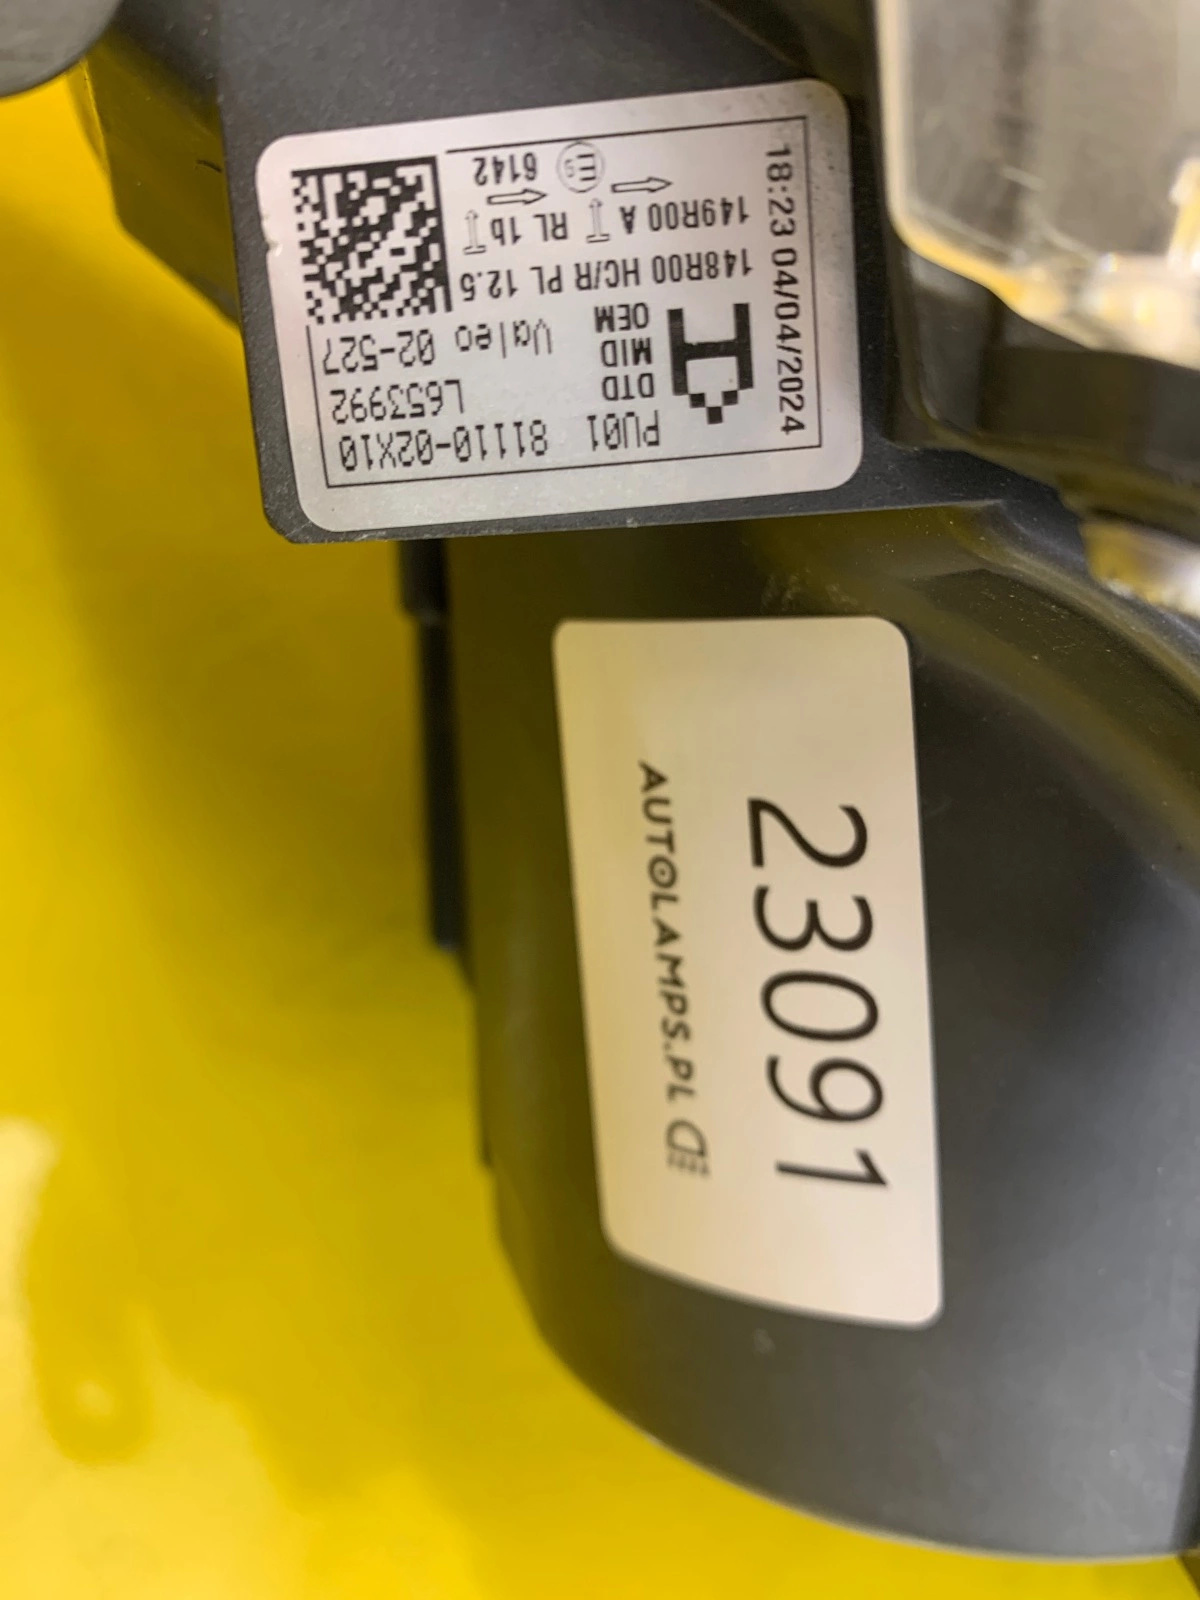 PU01 81110-02X10
DTD L653992
MID
OEM Valeo 02-527
148R00 HC/R PL 12.5
149R00 A RL 1b
E9 6142
18:23 04/04/2024
23091
AUTOLAMPS.PL